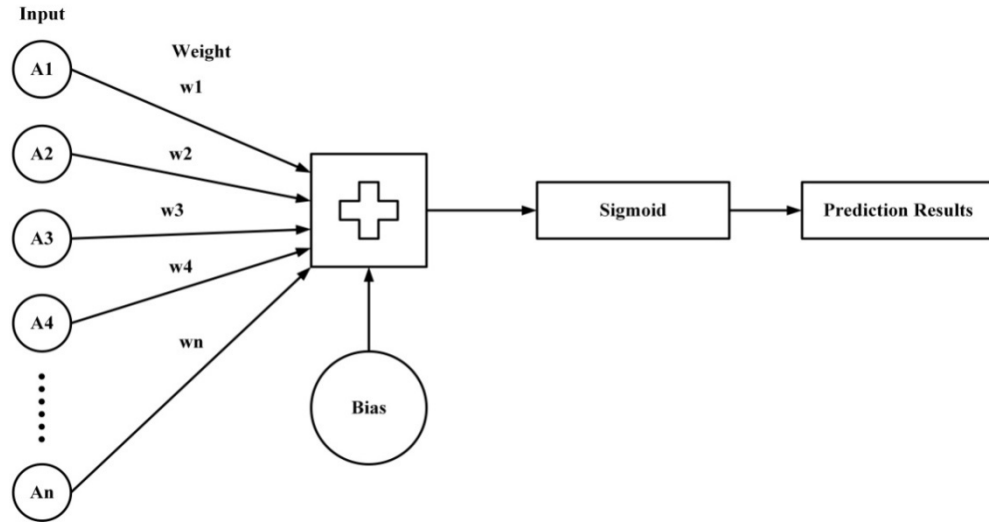 Input
Weight
A1
w1
A2
w2
A3
w3
Sigmoid
Prediction Results
A4
w4
wn
Bias
An